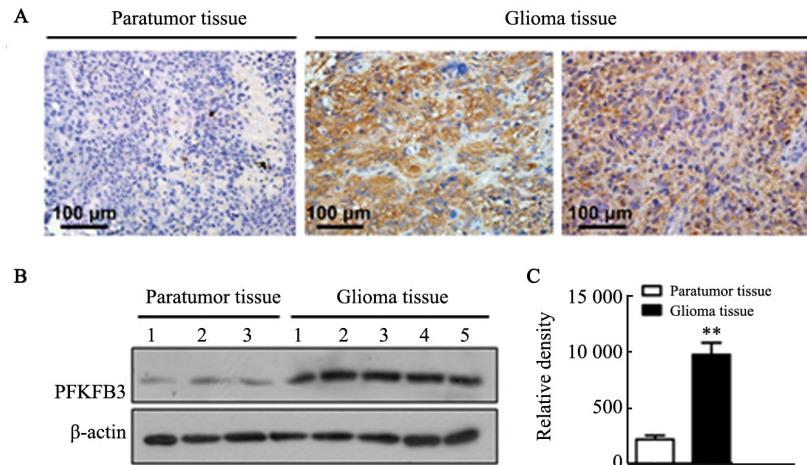 A
Paratumor tissue
Glioma tissue
100 μm
100 μm
100 μm
B
Paratumor tissue
Glioma tissue
1 2 3 1 2 3 4 5
PFKFB3
β-actin
C
Paratumor tissue
Glioma tissue
**
15 000
10 000
500
0
Relative density